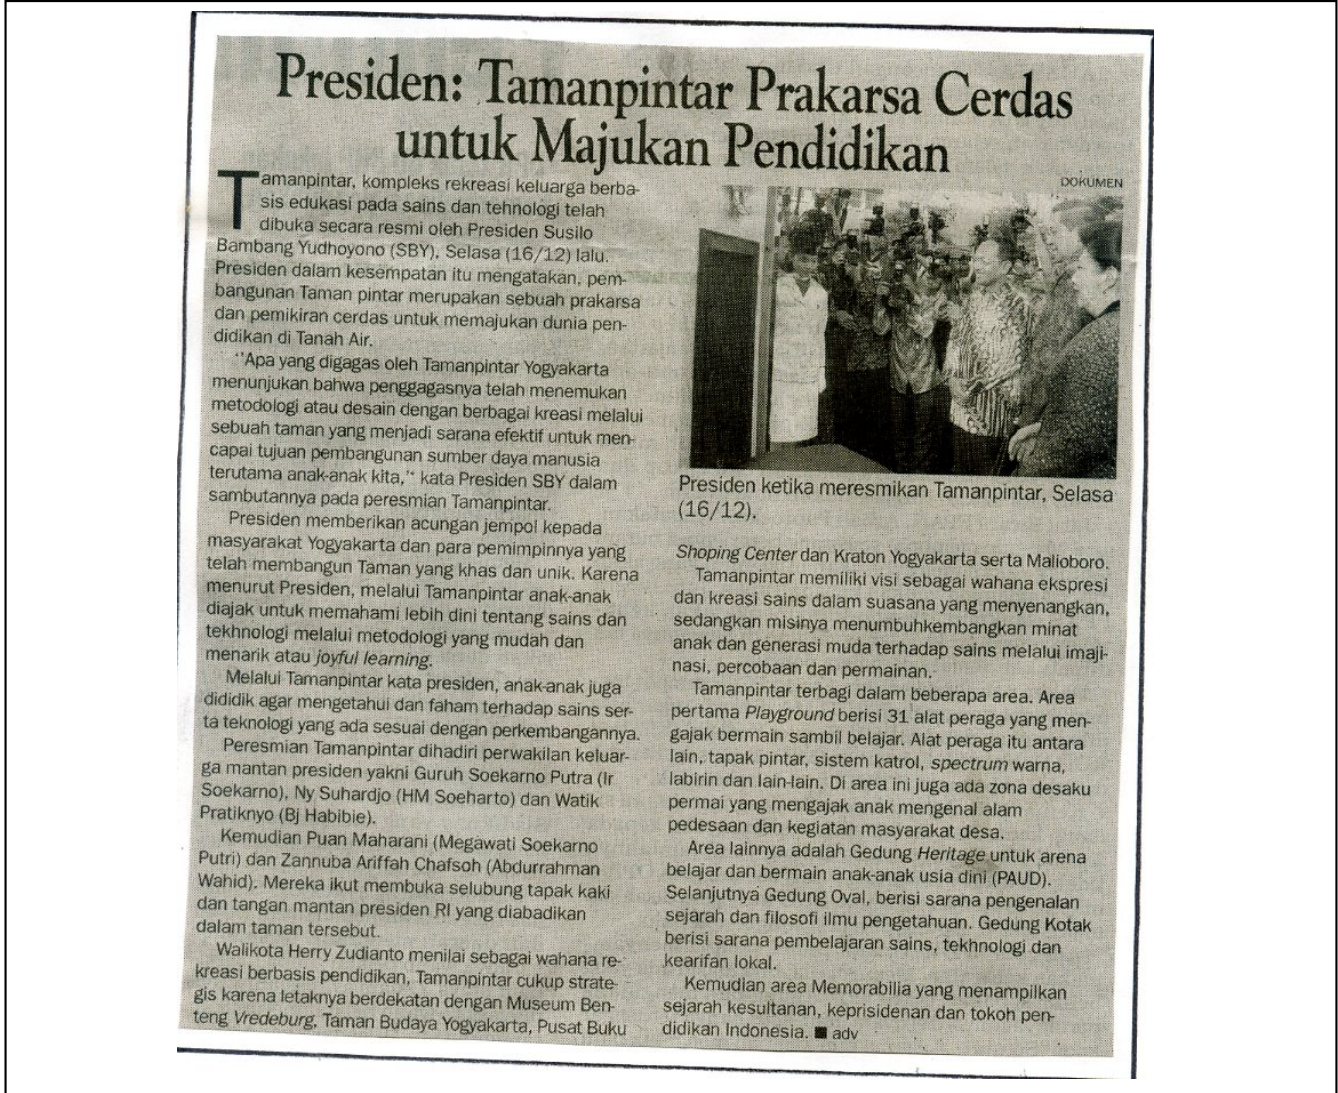 Presiden: Tamanpintar Prakarsa Cerdas
untuk Majukan Pendidikan
Tamanpintar, kompleks rekreasi keluarga berba-
sis edukasi pada sains dan tehnologi telah
dibuka secara resmi oleh Presiden Susilo
Bambang Yudhoyono (SBY), Selasa (16/12) lalu.
Presiden dalam kesempatan itu mengatakan, pem-
bangunan Taman pintar merupakan sebuah prakarsa
dan pemikiran cerdas untuk memajukan dunia pen-
didikan di Tanah Air.
''Apa yang digagas oleh Tamanpintar Yogyakarta
menunjukan bahwa penggagasnya telah menemukan
metodologi atau desain dengan berbagai kreasi melalui
sebuah taman yang menjadi sarana efektif untuk men-
capai tujuan pembangunan sumber daya manusia
terutama anak-anak kita,'' kata Presiden SBY dalam
sambutannya pada peresmian Tamanpintar.
Presiden memberikan acungan jempol kepada
masyarakat Yogyakarta dan para pemimpinnya yang
telah membangun Taman yang khas dan unik. Karena
menurut Presiden, melalui Tamanpintar anak-anak
diajak untuk memahami lebih dini tentang sains dan
tekhnologi melalui metodologi yang mudah dan
menarik atau joyful learning.
Melalui Tamanpintar kata presiden, anak-anak juga
dididik agar mengetahui dan faham terhadap sains ser-
ta teknologi yang ada sesuai dengan perkembangannya.
Peresmian Tamanpintar dihadiri perwakilan keluar-
ga mantan presiden yakni Guruh Soekarno Putra (Ir
Soekarno), Ny Suhardjo (HM Soeharto) dan Watik
Pratiknyo (Bj Habibie).
Kemudian Puan Maharani (Megawati Soekarno
Putri) dan Zannuba Ariffah Chafsoh (Abdurrahman
Wahid). Mereka ikut membuka selubung tapak kaki
dan tangan mantan presiden RI yang diabadikan
dalam taman tersebut.
Walikota Herry Zudianto menilai sebagai wahana re-
kreasi berbasis pendidikan, Tamanpintar cukup strate-
gis karena letaknya berdekatan dengan Museum Ben-
teng Vredeburg, Taman Budaya Yogyakarta, Pusat Buku
DOKUMEN
Presiden ketika meresmikan Tamanpintar, Selasa
(16/12).
Shoping Center dan Kraton Yogyakarta serta Malioboro.
Tamanpintar memiliki visi sebagai wahana ekspresi
dan kreasi sains dalam suasana yang menyenangkan,
sedangkan misinya menumbuhkembangkan minat
anak dan generasi muda terhadap sains melalui imaji-
nasi, percobaan dan permainan.
Tamanpintar terbagi dalam beberapa area. Area
pertama Playground berisi 31 alat peraga yang men-
gajak bermain sambil belajar. Alat peraga itu antara
lain, tapak pintar, sistem katrol, spectrum warna,
labirin dan lain-lain. Di area ini juga ada zona desaku
permai yang mengajak anak mengenal alam
pedesaan dan kegiatan masyarakat desa.
Area lainnya adalah Gedung Heritage untuk arena
belajar dan bermain anak-anak usia dini (PAUD).
Selanjutnya Gedung Oval, berisi sarana pengenalan
sejarah dan filosofi ilmu pengetahuan. Gedung Kotak
berisi sarana pembelajaran sains, tekhnologi dan
kearifan lokal.
Kemudian area Memorabilia yang menampilkan
sejarah kesultanan, keprisidenan dan tokoh pen-
didikan Indonesia. ■ adv